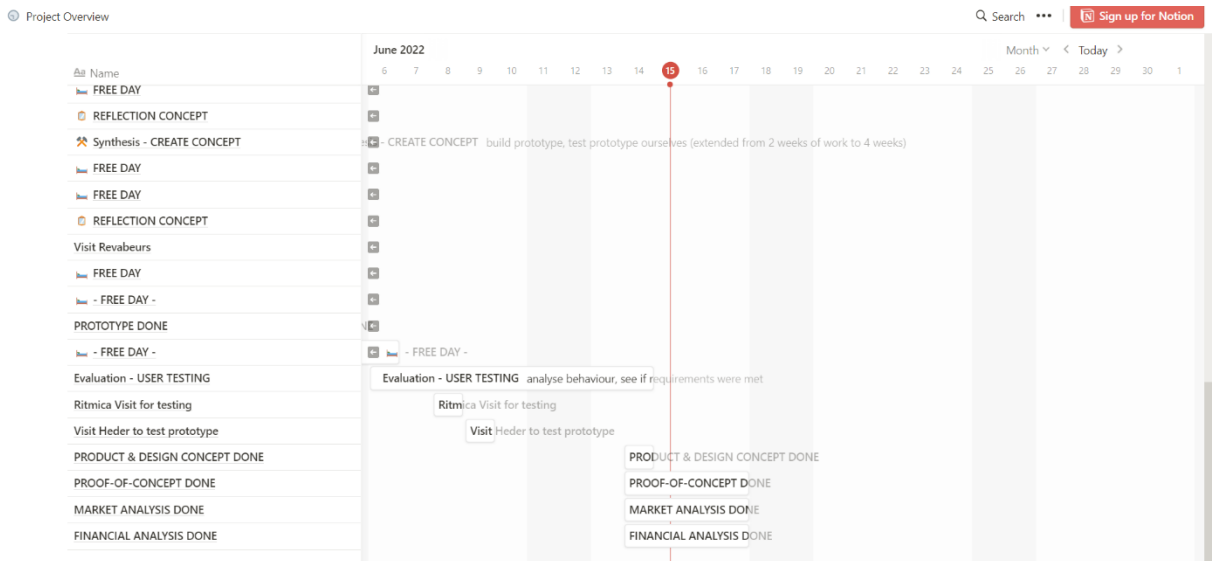 Project Overview
Search ••• Sign up for Notion
June 2022 Month < Today >
Aa Name 6 7 8 9 10 11 12 13 14 15 16 17 18 19 20 21 22 23 24 25 26 27 28 29 30 1
FREE DAY
REFLECTION CONCEPT
Synthesis - CREATE CONCEPT - CREATE CONCEPT build prototype, test prototype ourselves (extended from 2 weeks of work to 4 weeks)
FREE DAY
FREE DAY
REFLECTION CONCEPT
Visit Revabeurs
FREE DAY
- FREE DAY -
PROTOTYPE DONE
- FREE DAY - - FREE DAY -
Evaluation - USER TESTING Evaluation - USER TESTING analyse behaviour, see if requirements were met
Ritmica Visit for testing Ritmica Visit for testing
Visit Heder to test prototype Visit Heder to test prototype
PRODUCT & DESIGN CONCEPT DONE PRODUCT & DESIGN CONCEPT DONE
PROOF-OF-CONCEPT DONE PROOF-OF-CONCEPT DONE
MARKET ANALYSIS DONE MARKET ANALYSIS DONE
FINANCIAL ANALYSIS DONE FINANCIAL ANALYSIS DONE